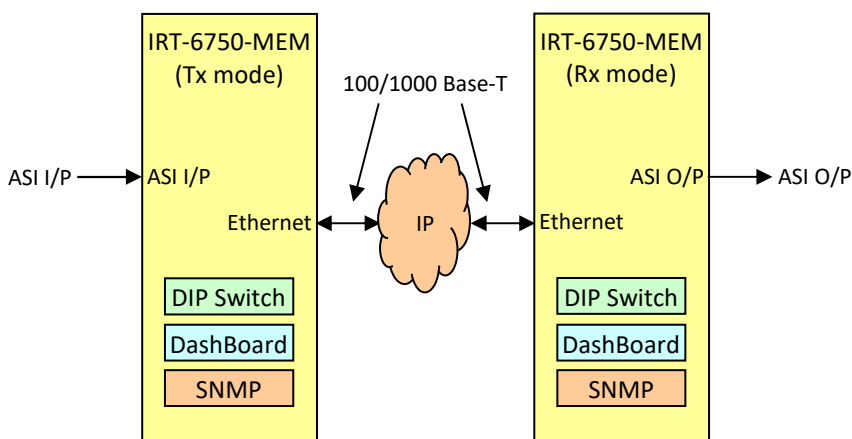 IRT-6750-MEM
(Tx mode)
IRT-6750-MEM
(Rx mode)
100/1000 Base-T
ASI I/P
ASI I/P
ASI O/P
ASI O/P
Ethernet
IP
Ethernet
DIP Switch
DashBoard
SNMP
DIP Switch
DashBoard
SNMP